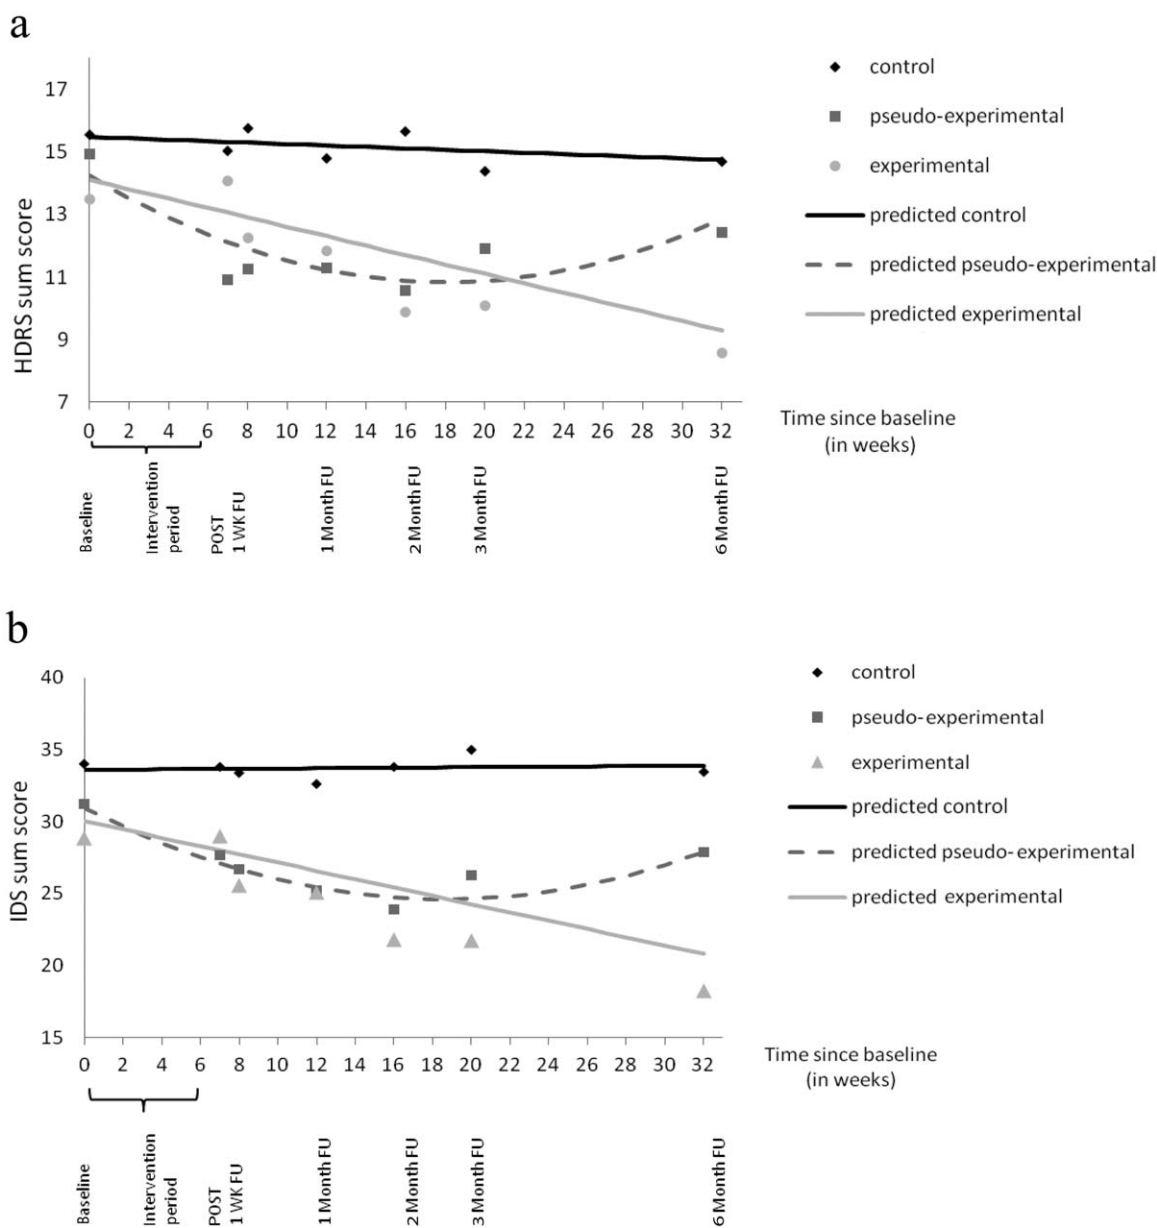 a
17
15
13
11
9
7
HDRS sum score
0 2 4 6 8 10 12 14 16 18 20 22 24 26 28 30 32
Time since baseline
(in weeks)
Baseline
Intervention
period
POST
1 WK FU
1 Month FU
2 Month FU
3 Month FU
6 Month FU
control
pseudo-experimental
experimental
predicted control
predicted pseudo-experimental
predicted experimental
b
40
35
30
25
20
15
IDS sum score
0 2 4 6 8 10 12 14 16 18 20 22 24 26 28 30 32
Time since baseline
(in weeks)
Baseline
Intervention
period
POST
1 WK FU
1 Month FU
2 Month FU
3 Month FU
6 Month FU
control
pseudo-experimental
experimental
predicted control
predicted pseudo-experimental
predicted experimental